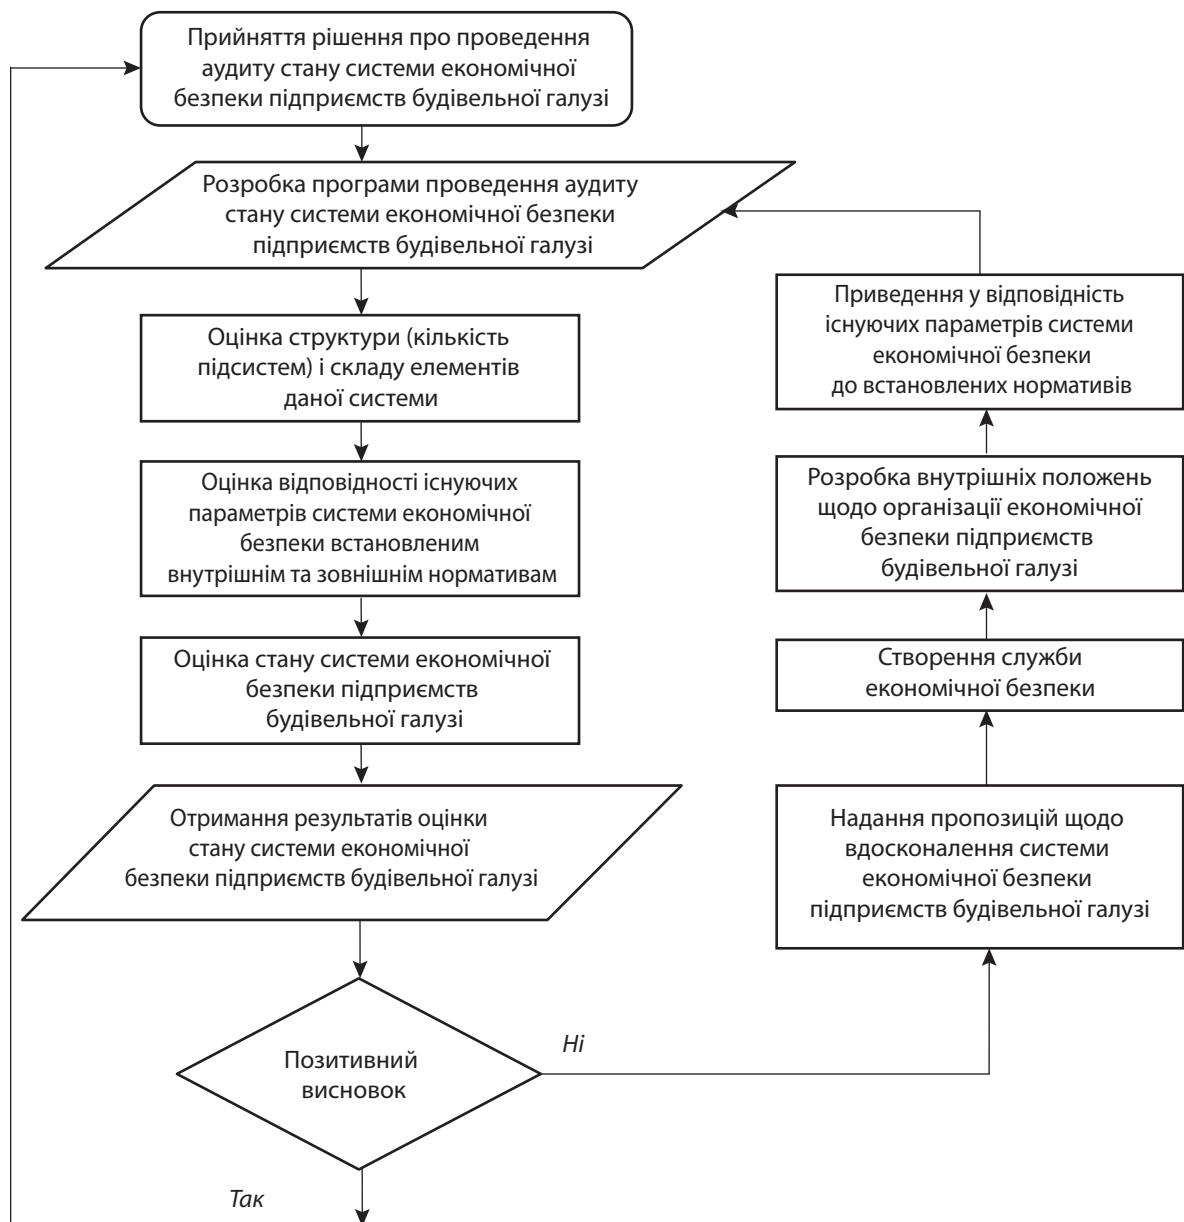 Прийняття рішення про проведення
аудиту стану системи економічної
безпеки підприємств будівельної галузі
Розробка програми проведення аудиту
стану системи економічної безпеки
підприємств будівельної галузі
Оцінка структури (кількість
підсистем) і складу елементів
даної системи
Оцінка відповідності існуючих
параметрів системи економічної
безпеки встановленим
внутрішнім та зовнішнім нормативам
Оцінка стану системи економічної
безпеки підприємств
будівельної галузі
Отримання результатів оцінки
стану системи економічної
безпеки підприємств будівельної галузі
Позитивний
висновок
Так
Ні
Надання пропозицій щодо
вдосконалення системи
економічної безпеки
підприємств будівельної галузі
Створення служби
економічної безпеки
Розробка внутрішніх положень
щодо організації економічної
безпеки підприємств
будівельної галузі
Приведення у відповідність
існуючих параметрів системи
економічної безпеки
до встановлених нормативів